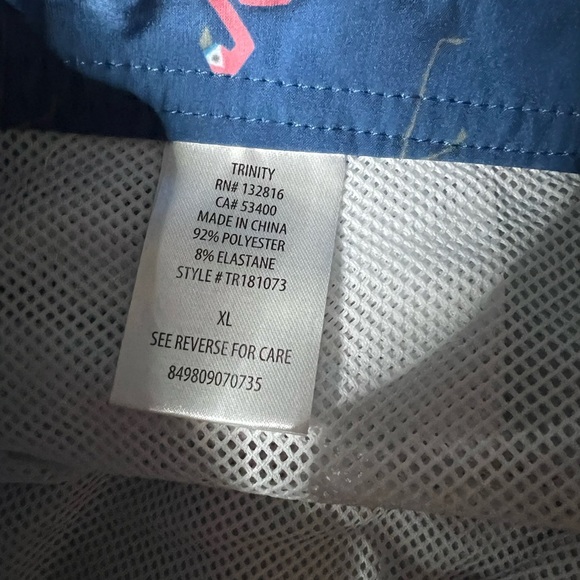 TRINITY
RN# 132816
CA# 53400
MADE IN CHINA
92% POLYESTER
8% ELASTANE
STYLE # TR181073
XL
SEE REVERSE FOR CARE
849809070735